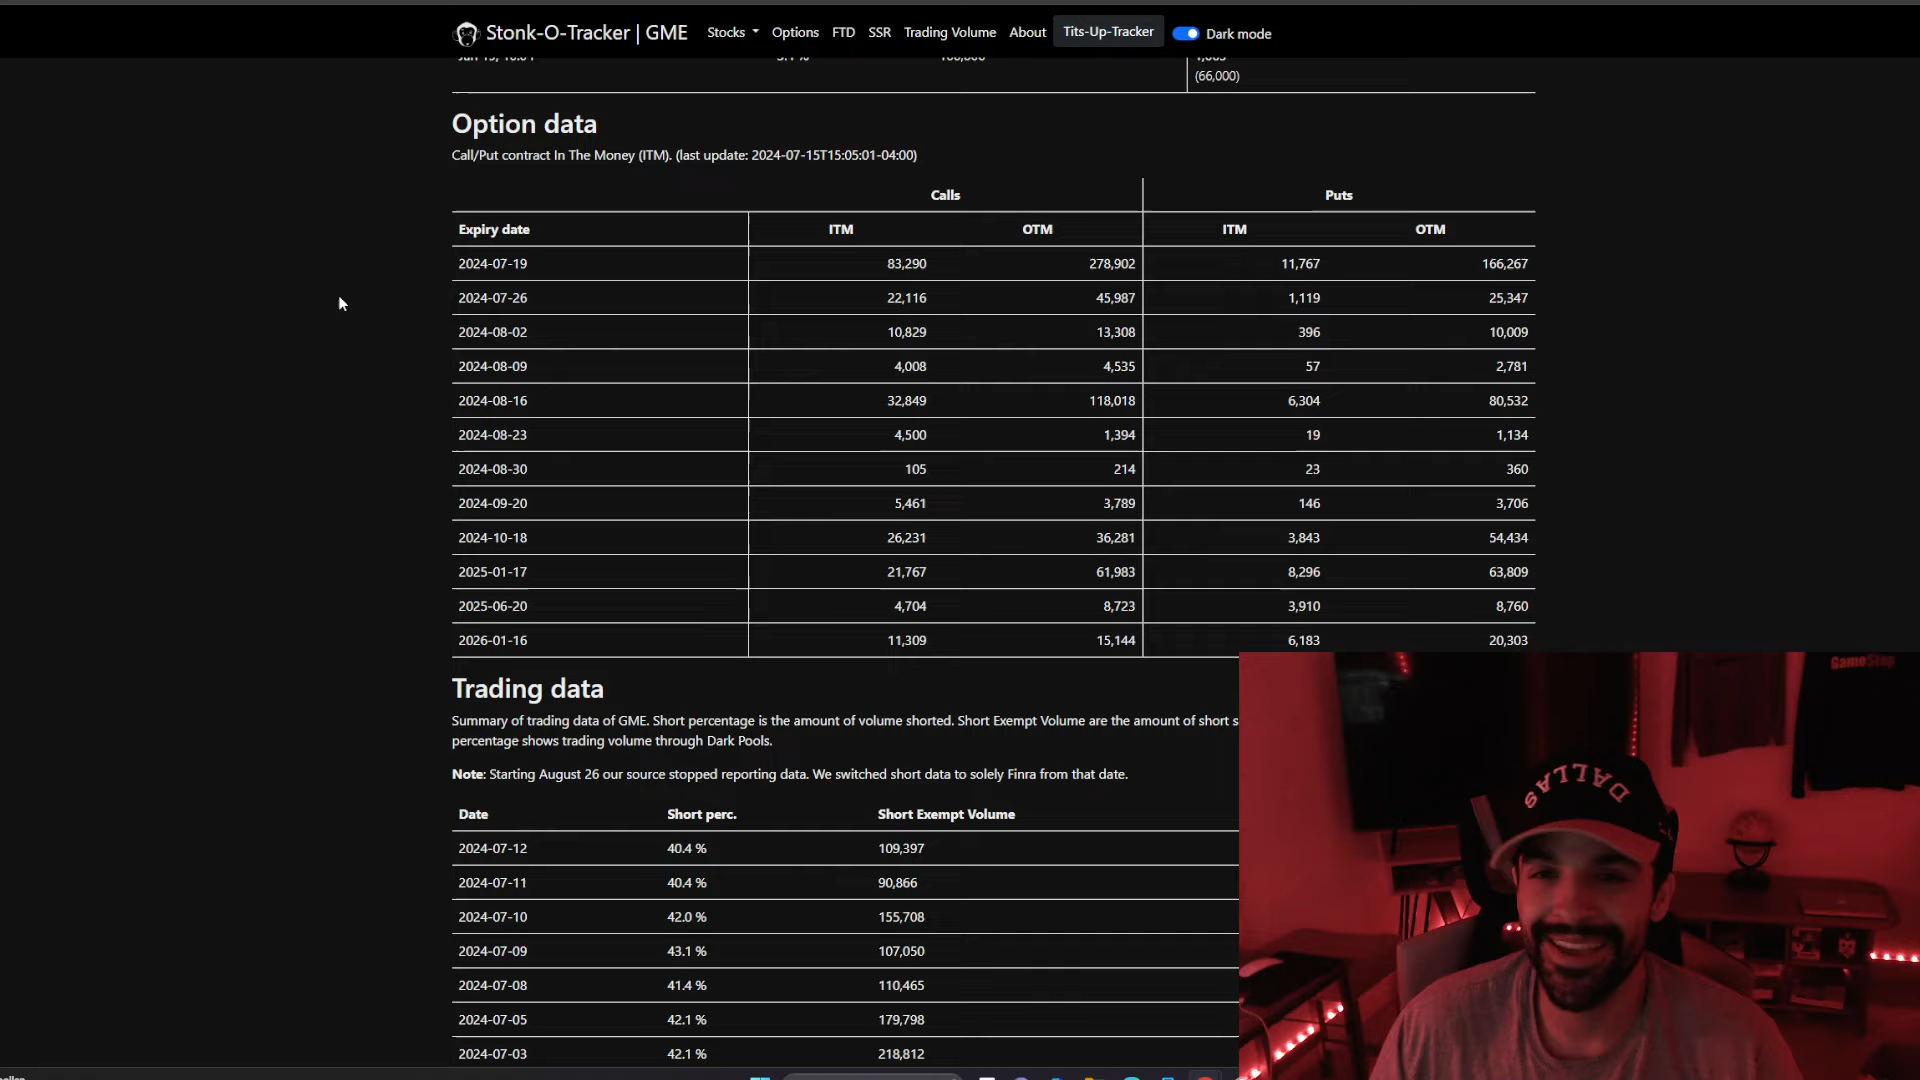 Stonk-O-Tracker | GME Stocks Options FTD SSR Trading Volume About Tits-Up-Tracker Dark mode
(66,000)
Option data
Call/Put contract In The Money (ITM). (last update: 2024-07-15T15:05:01-04:00)
Calls Puts
Expiry date ITM OTM ITM OTM
2024-07-19 83,290 278,902 11,767 166,267
2024-07-26 22,116 45,987 1,119 25,347
2024-08-02 10,829 13,308 396 10,009
2024-08-09 4,008 4,535 57 2,781
2024-08-16 32,849 118,018 6,304 80,532
2024-08-23 4,500 1,394 19 1,134
2024-08-30 105 214 23 360
2024-09-20 5,461 3,789 146 3,706
2024-10-18 26,231 36,281 3,843 54,434
2025-01-17 21,767 61,983 8,296 63,809
2025-06-20 4,704 8,723 3,910 8,760
2026-01-16 11,309 15,144 6,183 20,303
Trading data
Summary of trading data of GME. Short percentage is the amount of volume shorted. Short Exempt Volume are the amount of short s
percentage shows trading volume through Dark Pools.
Note: Starting August 26 our source stopped reporting data. We switched short data to solely Finra from that date.
Date Short perc. Short Exempt Volume
2024-07-12 40.4 % 109,397
2024-07-11 40.4 % 90,866
2024-07-10 42.0 % 155,708
2024-07-09 43.1 % 107,050
2024-07-08 41.4 % 110,465
2024-07-05 42.1 % 179,798
2024-07-03 42.1 % 218,812
GameStop
DALLAS